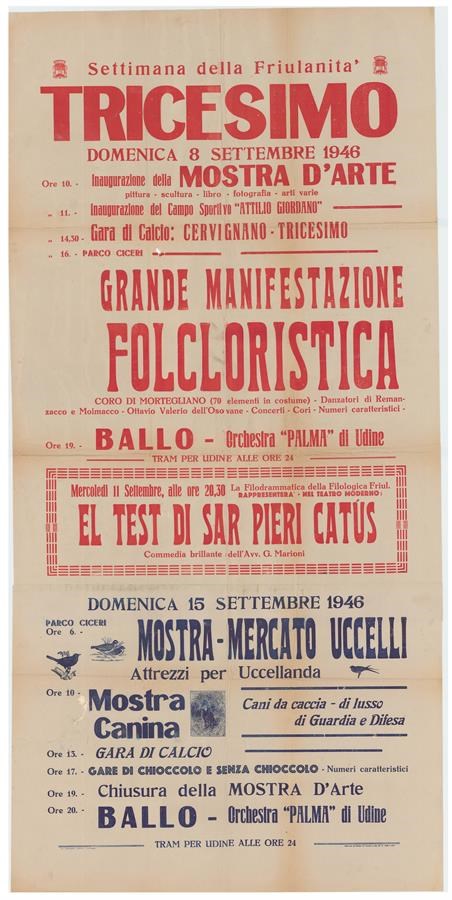 Settimana della Friulanita'
TRICESIMO
DOMENICA 8 SETTEMBRE 1946
Ore 10. - Inaugurazione della MOSTRA D'ARTE
pittura - scultura - libro - fotografia - arti varie
„ 11. - Inaugurazione del Campo Sportivo "ATTILIO GIORDANO"
„ 14,30 - Gara di Calcio: CERVIGNANO - TRICESIMO
„ 16. - PARCO CICERI
GRANDE MANIFESTAZIONE
FOLCLORISTICA
CORO DI MORTEGLIANO (70 elementi in costume) - Danzatori di Reman-
zacco e Moimacco - Ottavio Valerio dell'Osovane - Concerti - Cori - Numeri caratteristici -
Ore 19. - BALLO - Orchestra "PALMA" di Udine
TRAM PER UDINE ALLE ORE 24
Mercoledì 11 Settembre, alle ore 20,30 La Filodrammatica della Filologica Friul.
RAPPRESENTERA' - NEL TEATRO MODERNO:
EL TEST DI SAR PIERI CATÚS
Commedia brillante dell'Avv. G. Marioni
DOMENICA 15 SETTEMBRE 1946
PARCO CICERI
Ore 6. - MOSTRA - MERCATO UCCELLI
Attrezzi per Uccellanda
Ore 10 - Mostra Canina
Cani da caccia - di lusso
di Guardia e Difesa
Ore 13. - GARA DI CALCIO
Ore 17. - GARE DI CHIOCCOLO E SENZA CHIOCCOLO - Numeri caratteristici
Ore 19. - Chiusura della MOSTRA D'Arte
Ore 20. - BALLO - Orchestra "PALMA" di Udine
TRAM PER UDINE ALLE ORE 24